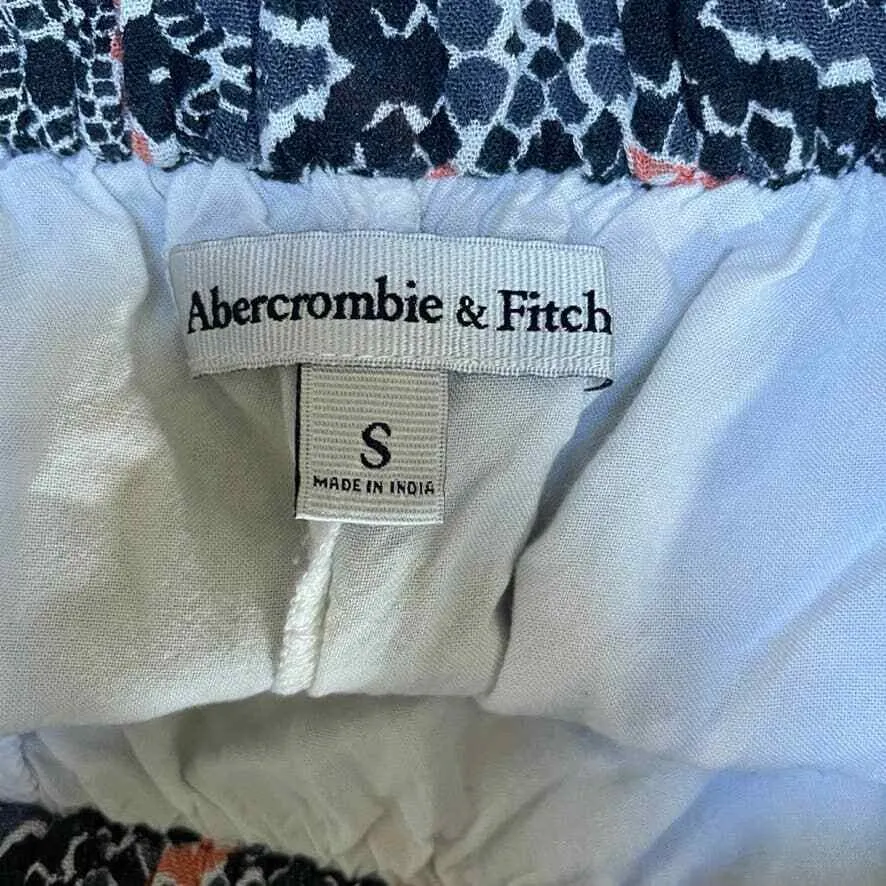 Abercrombie & Fitch
S
MADE IN INDIA